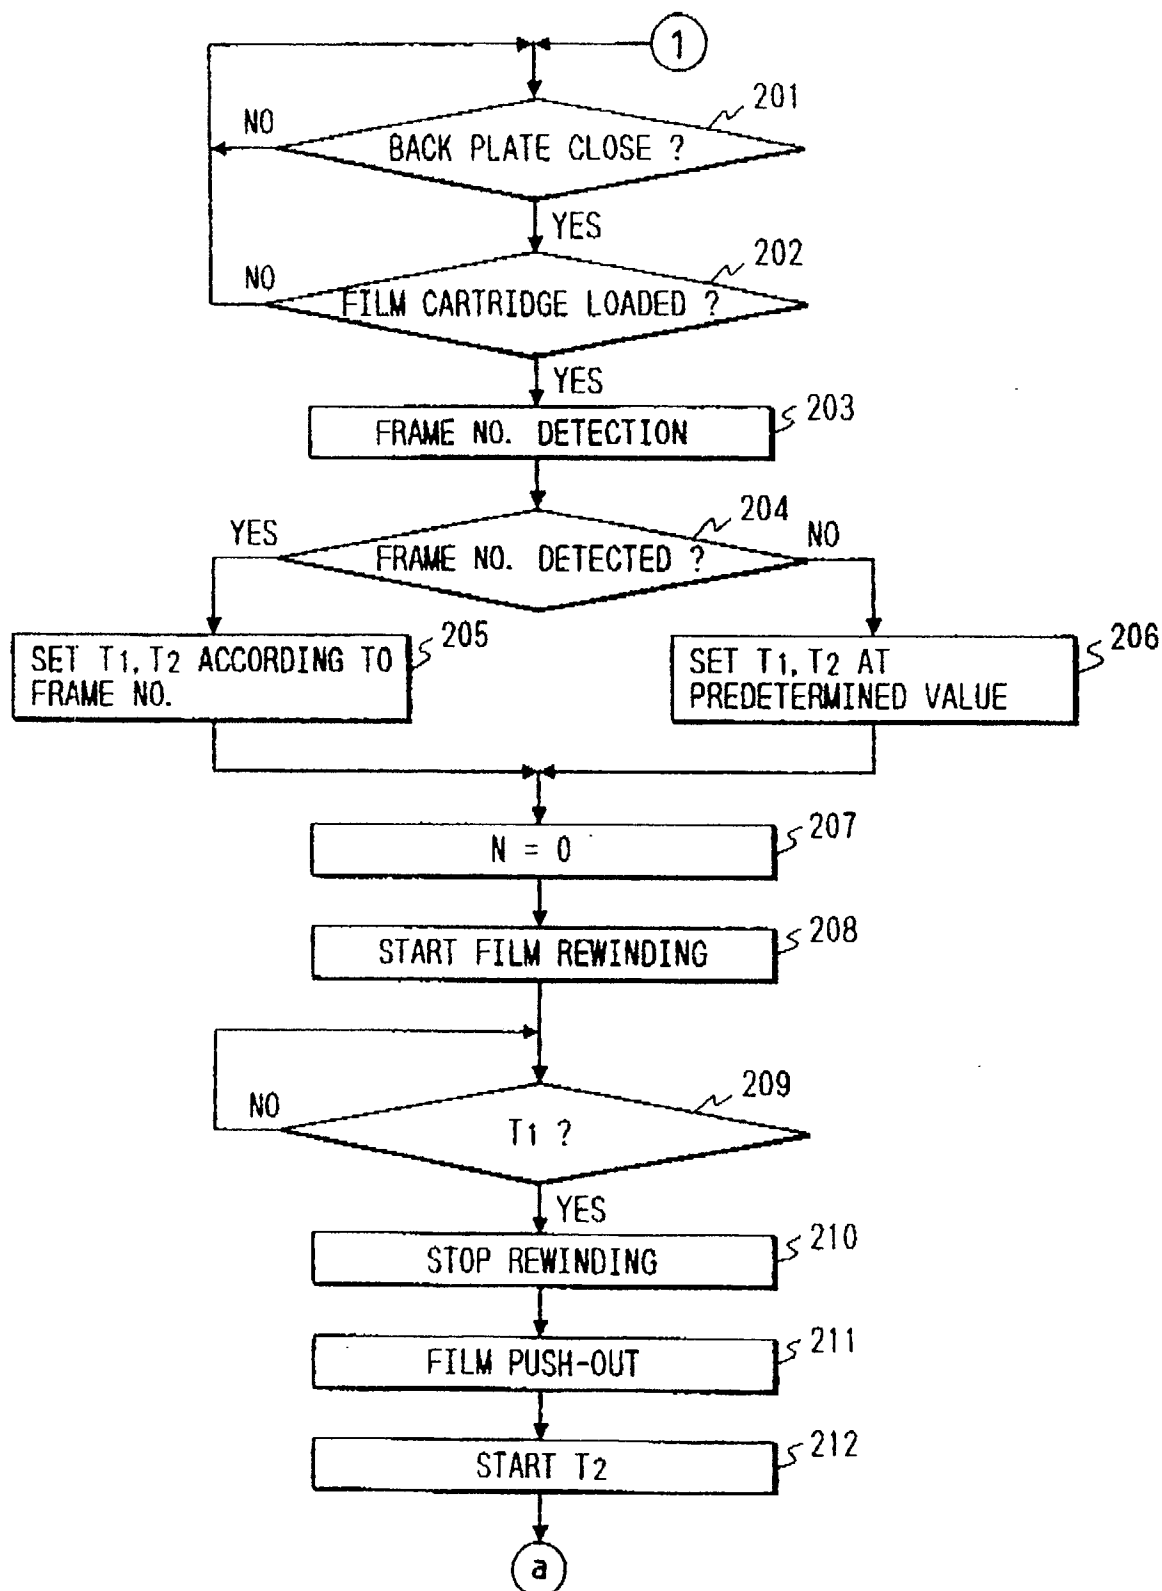 1
201
NO
BACK PLATE CLOSE ?
YES
202
NO
FILM CARTRIDGE LOADED ?
YES
203
FRAME NO. DETECTION
204
YES
NO
FRAME NO. DETECTED ?
205
206
SET T1, T2 ACCORDING TO
FRAME NO.
SET T1, T2 AT
PREDETERMINED VALUE
207
N = 0
208
START FILM REWINDING
209
NO
T1 ?
YES
210
STOP REWINDING
211
FILM PUSH-OUT
212
START T2
a